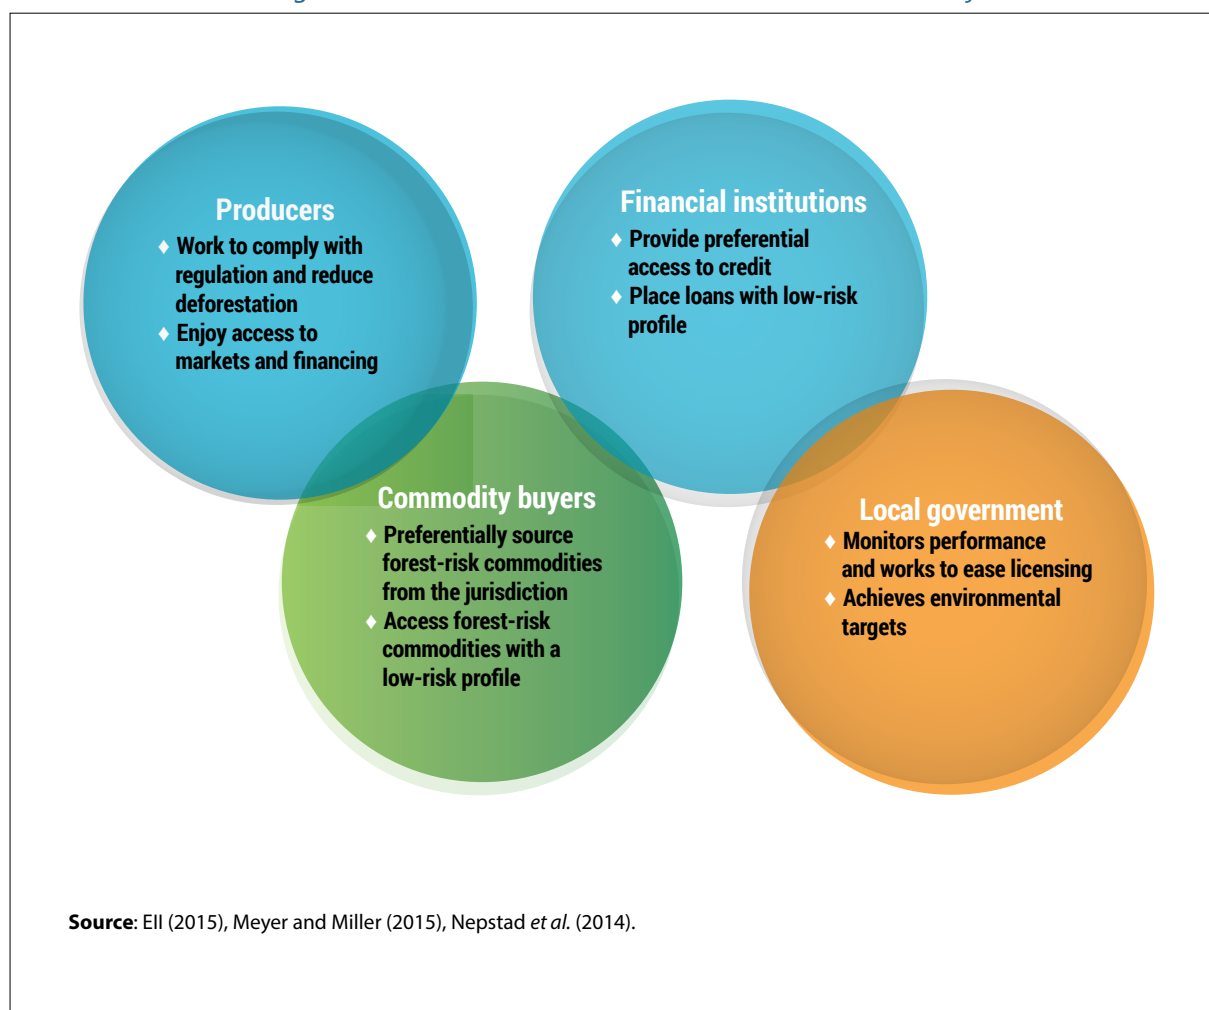 Producers
♦ Work to comply with
regulation and reduce
deforestation
♦ Enjoy access to
markets and financing
Financial institutions
♦ Provide preferential
access to credit
♦ Place loans with low-risk
profile
Commodity buyers
♦ Preferentially source
forest-risk commodities
from the jurisdiction
♦ Access forest-risk
commodities with a
low-risk profile
Local government
♦ Monitors performance
and works to ease licensing
♦ Achieves environmental
targets
Source: EII (2015), Meyer and Miller (2015), Nepstad et al. (2014).